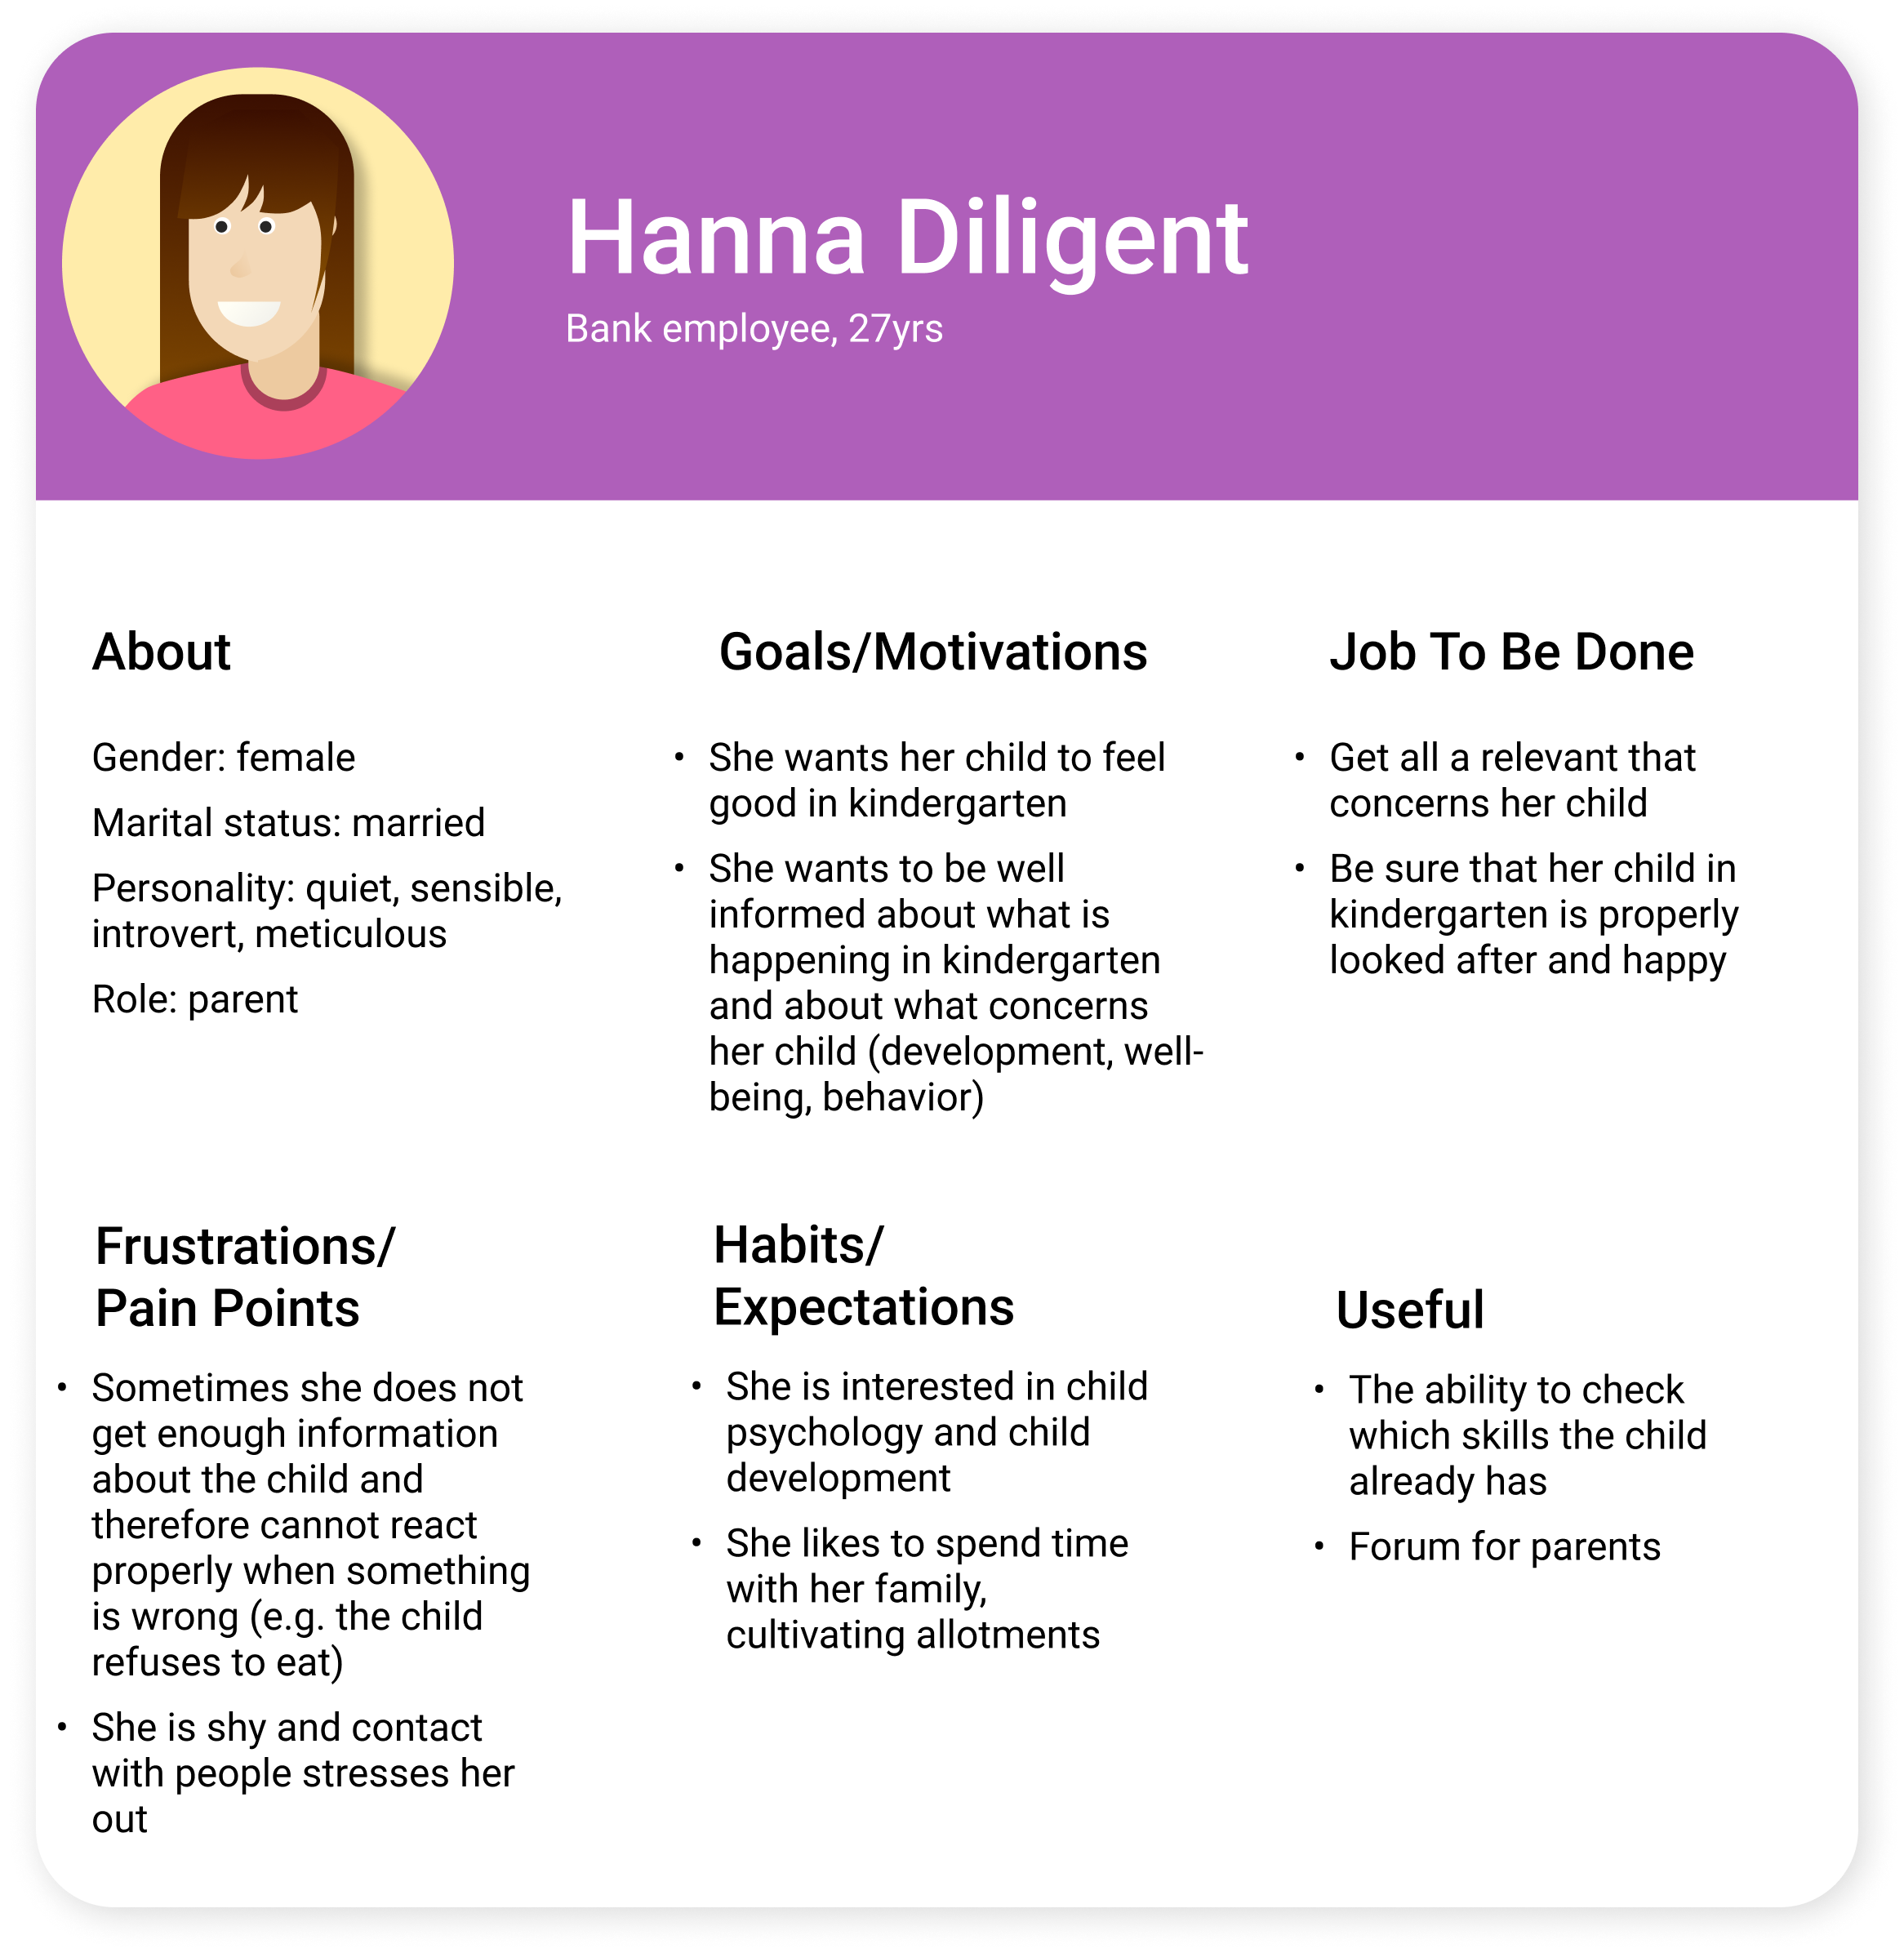 Hanna Diligent
Bank employee, 27yrs
About
Gender: female
Marital status: married
Personality: quiet, sensible,
introvert, meticulous
Role: parent
Goals/Motivations
• She wants her child to feel
good in kindergarten
• She wants to be well
informed about what is
happening in kindergarten
and about what concerns
her child (development, well-
being, behavior)
Job To Be Done
• Get all a relevant that
concerns her child
• Be sure that her child in
kindergarten is properly
looked after and happy
Frustrations/
Pain Points
• Sometimes she does not
get enough information
about the child and
therefore cannot react
properly when something
is wrong (e.g. the child
refuses to eat)
• She is shy and contact
with people stresses her
out
Habits/
Expectations
• She is interested in child
psychology and child
development
• She likes to spend time
with her family,
cultivating allotments
Useful
• The ability to check
which skills the child
already has
• Forum for parents